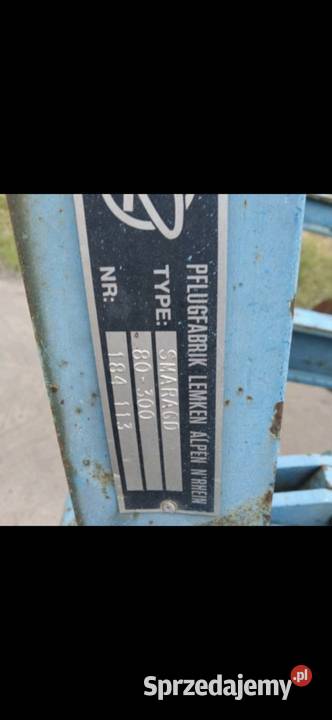 PFLUGFABRIK LEMKEN ALPEN N'RHEIN
TYPE: SMARAGD
80-300
NR: 184 113
Sprzedajemy.pl